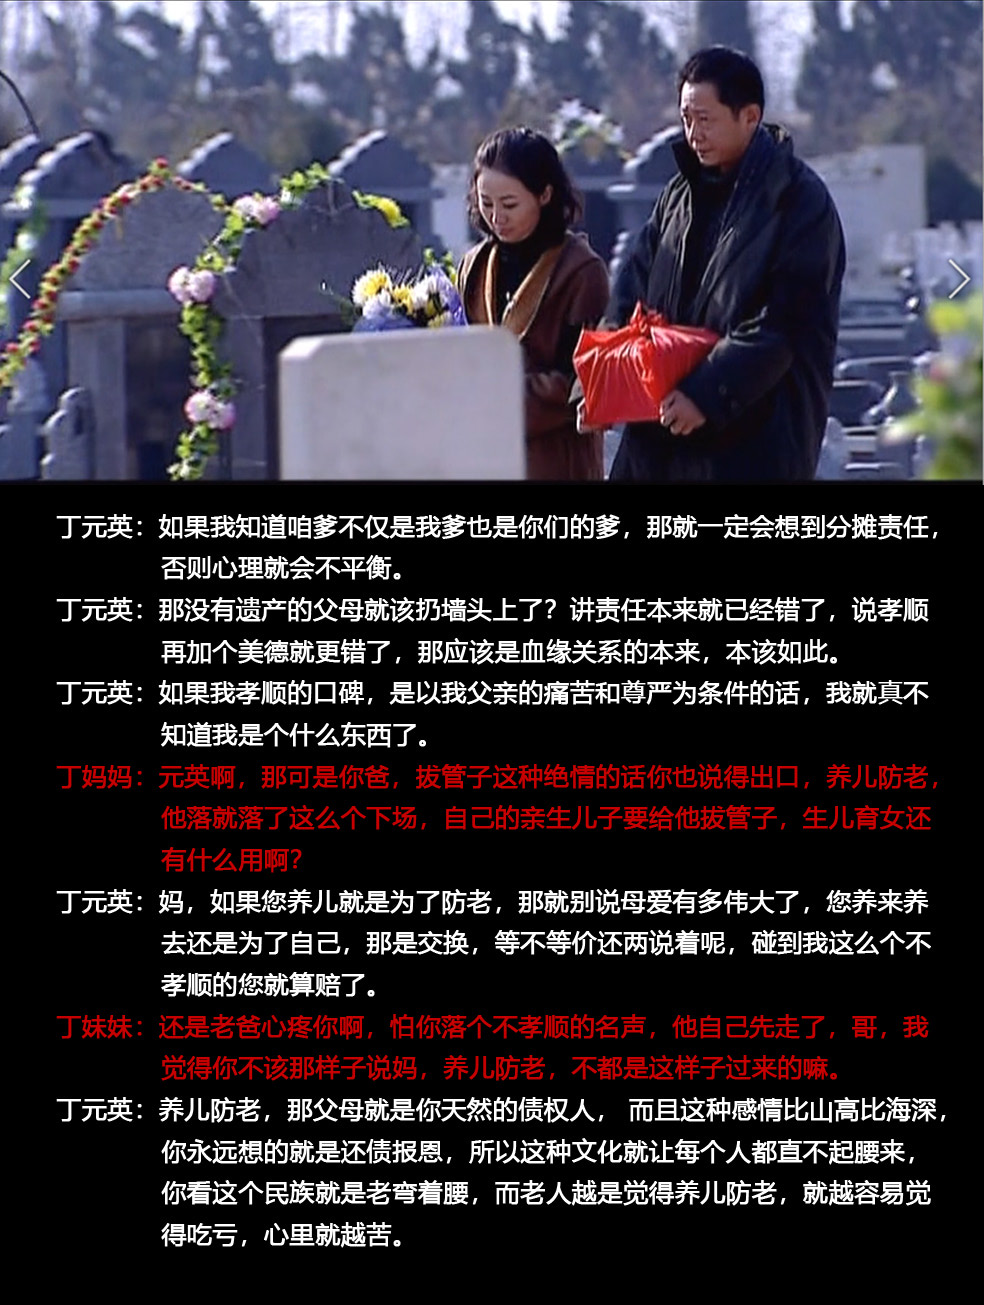 丁元英：如果我知道咱爹不仅是我爹也是你们的爹，那就一定会想到分摊责任，
否则心理就会不平衡。
丁元英：那没有遗产的父母就该扔墙头上了？讲责任本来就已经错了，说孝顺
再加个美德就更错了，那应该是血缘关系的本来，本该如此。
丁元英：如果我孝顺的口碑，是以我父亲的痛苦和尊严为条件的话，我就真不
知道我是个什么东西了。
丁妈妈：元英啊，那可是你爸，拔管子这种绝情的话你也说得出口，养儿防老，
他落就落了这么个下场，自己的亲生儿子要给他拔管子，生儿育女还
有什么用啊？
丁元英：妈，如果您养儿就是为了防老，那就别说母爱有多伟大了，您养来养
去还是为了自己，那是交换，等不等价还两说着呢，碰到我这么个不
孝顺的您就算赔了。
丁妹妹：还是老爸心疼你啊，怕你落个不孝顺的名声，他自己先走了，哥，我
觉得你不该那样子说妈，养儿防老，不都是这样子过来的嘛。
丁元英：养儿防老，那父母就是你天然的债权人， 而且这种感情比山高比海深，
你永远想的就是还债报恩，所以这种文化就让每个人都直不起腰来，
你看这个民族就是老弯着腰，而老人越是觉得养儿防老，就越容易觉
得吃亏，心里就越苦。